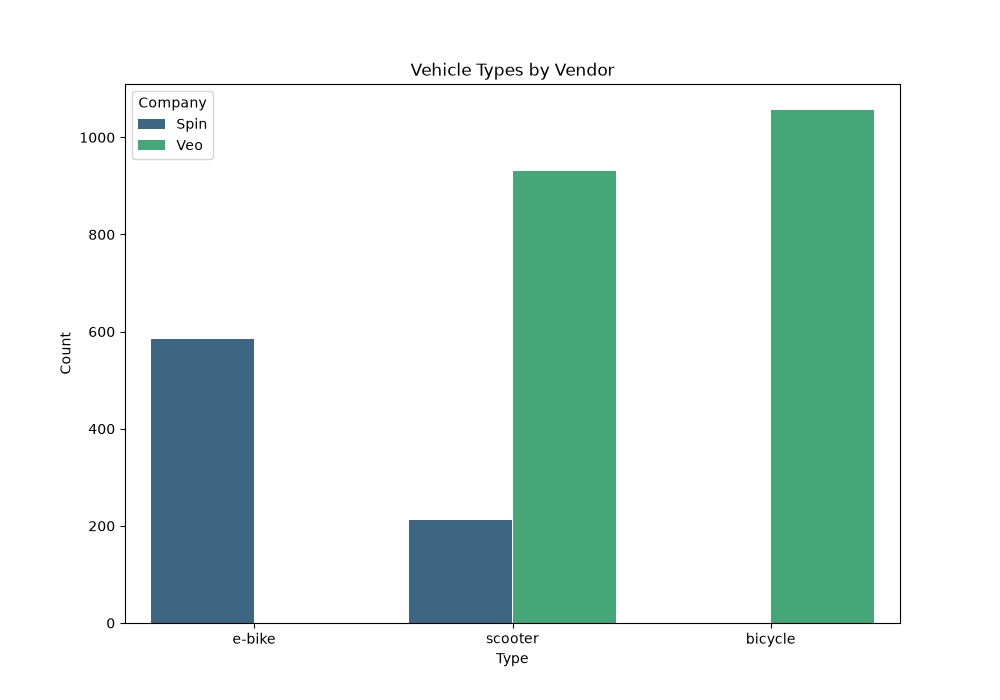 Vehicle Types by Vendor
Company
Spin
Veo
1000
800
600
400
200
0
Count
e-bike
scooter
bicycle
Type